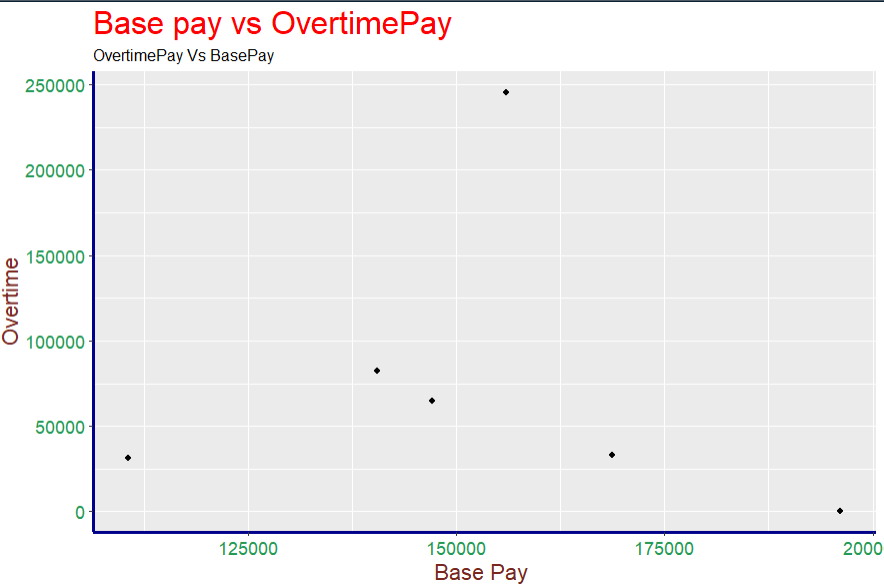 Base pay vs OvertimePay
OvertimePay Vs BasePay
250000
200000
150000
100000
50000
0
Overtime
125000 150000 175000 2000
Base Pay